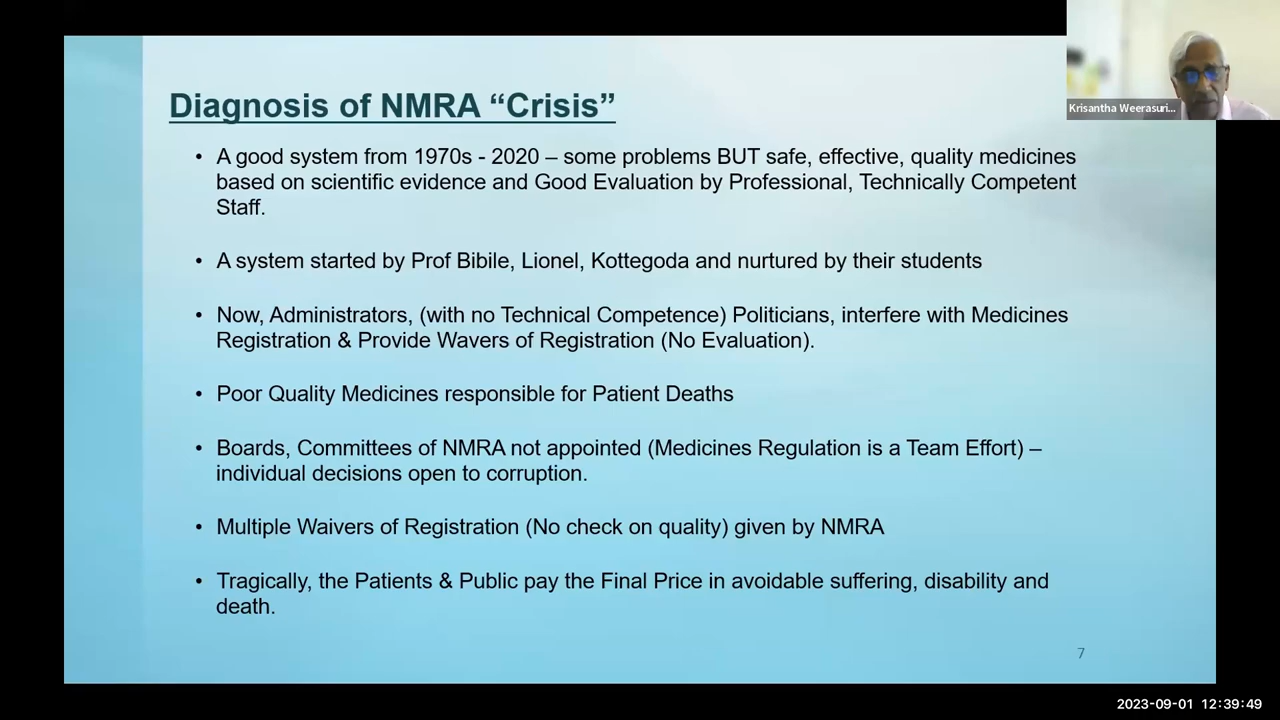 Krisantha Weerasuri...
Diagnosis of NMRA “Crisis”
• A good system from 1970s - 2020 – some problems BUT safe, effective, quality medicines
based on scientific evidence and Good Evaluation by Professional, Technically Competent
Staff.
• A system started by Prof Bibile, Lionel, Kottegoda and nurtured by their students
• Now, Administrators, (with no Technical Competence) Politicians, interfere with Medicines
Registration & Provide Wavers of Registration (No Evaluation).
• Poor Quality Medicines responsible for Patient Deaths
• Boards, Committees of NMRA not appointed (Medicines Regulation is a Team Effort) –
individual decisions open to corruption.
• Multiple Waivers of Registration (No check on quality) given by NMRA
• Tragically, the Patients & Public pay the Final Price in avoidable suffering, disability and
death.
7
2023-09-01 12:39:49